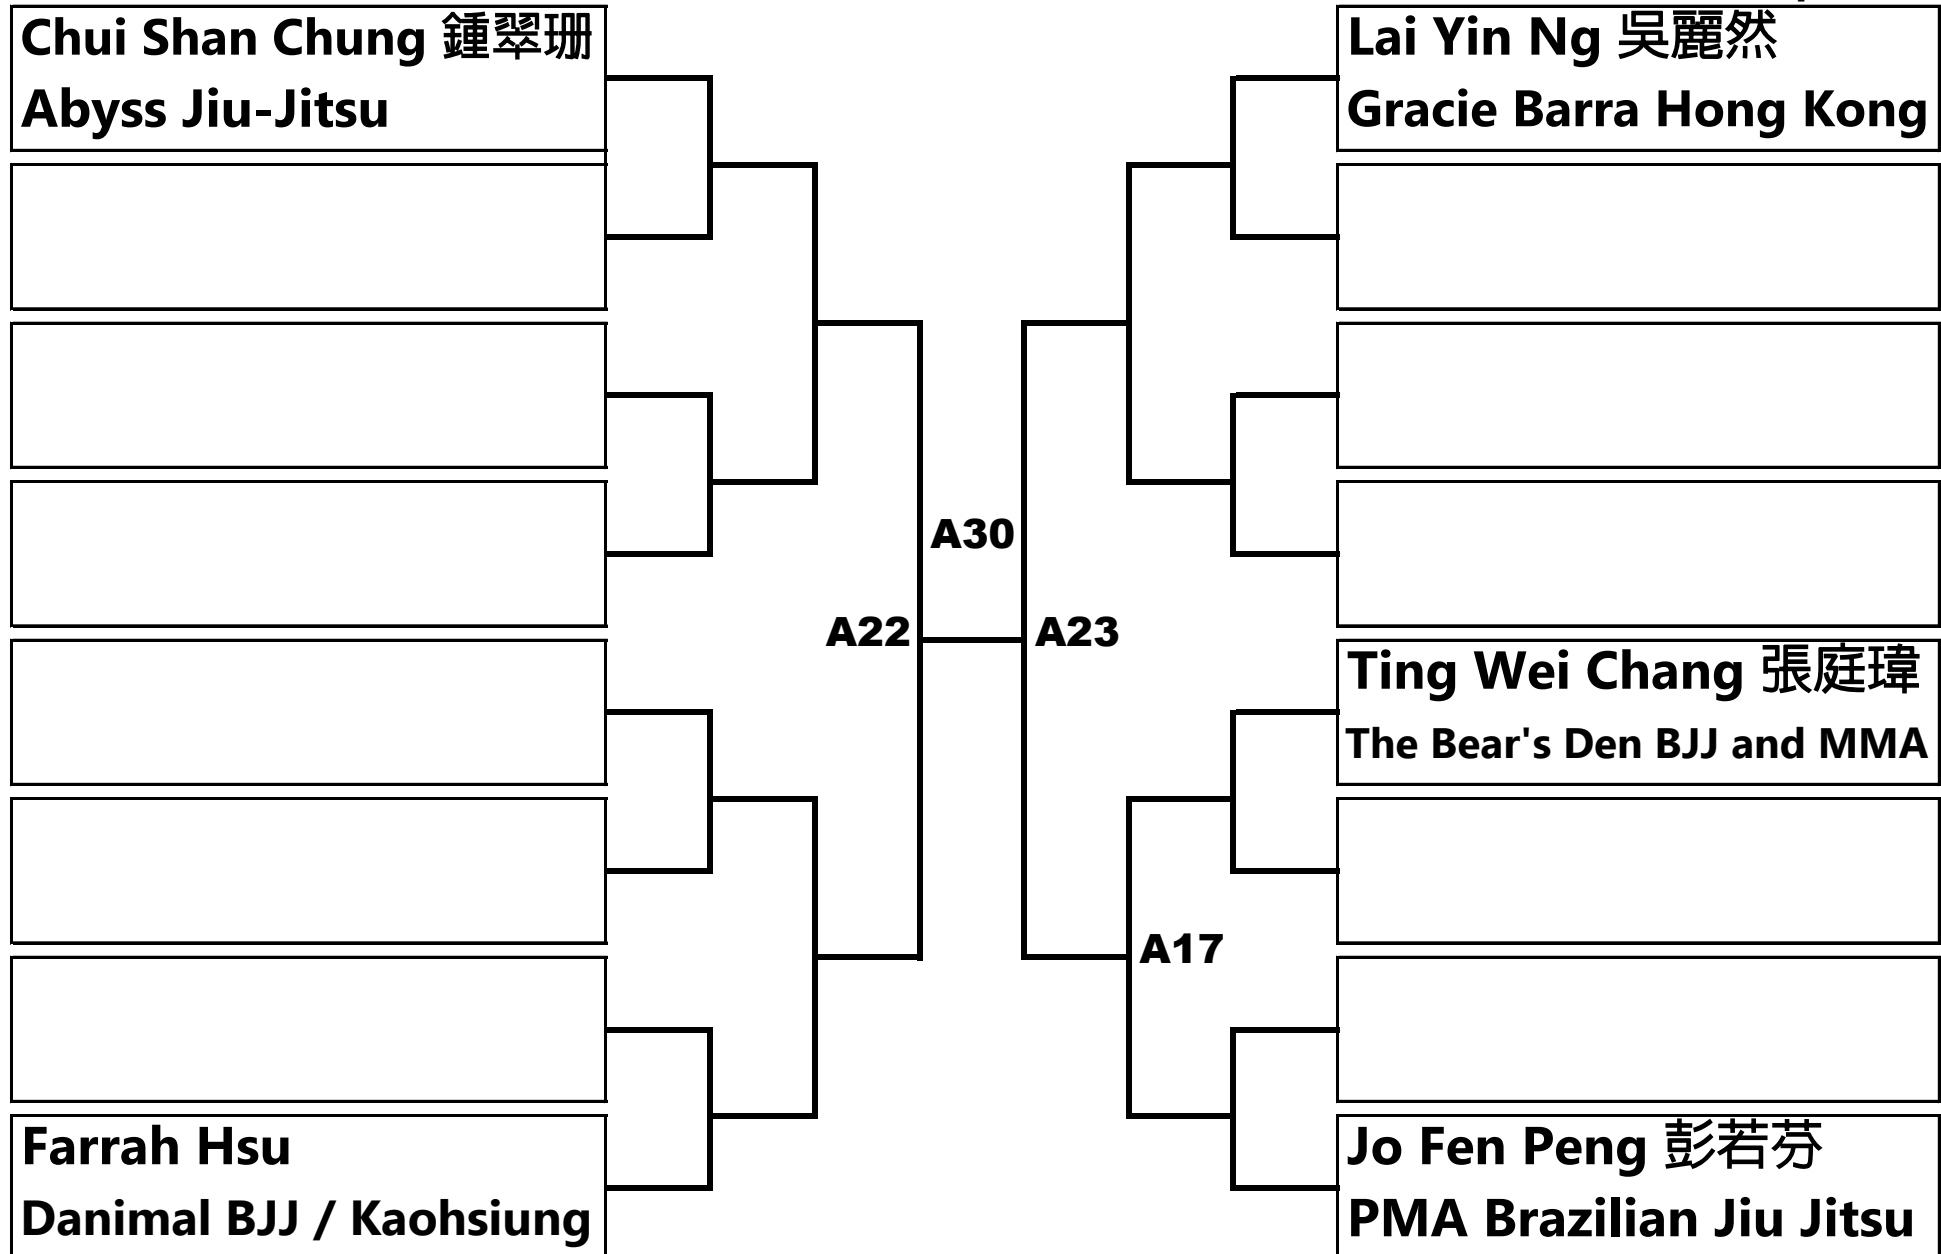 Chui Shan Chung 鍾翠珊
Abyss Jiu-Jitsu
Farrah Hsu
Danimal BJJ / Kaohsiung
A22
A30
A23
A17
Lai Yin Ng 吳麗然
Gracie Barra Hong Kong
Ting Wei Chang 張庭瑋
The Bear's Den BJJ and MMA
Jo Fen Peng 彭若芬
PMA Brazilian Jiu Jitsu